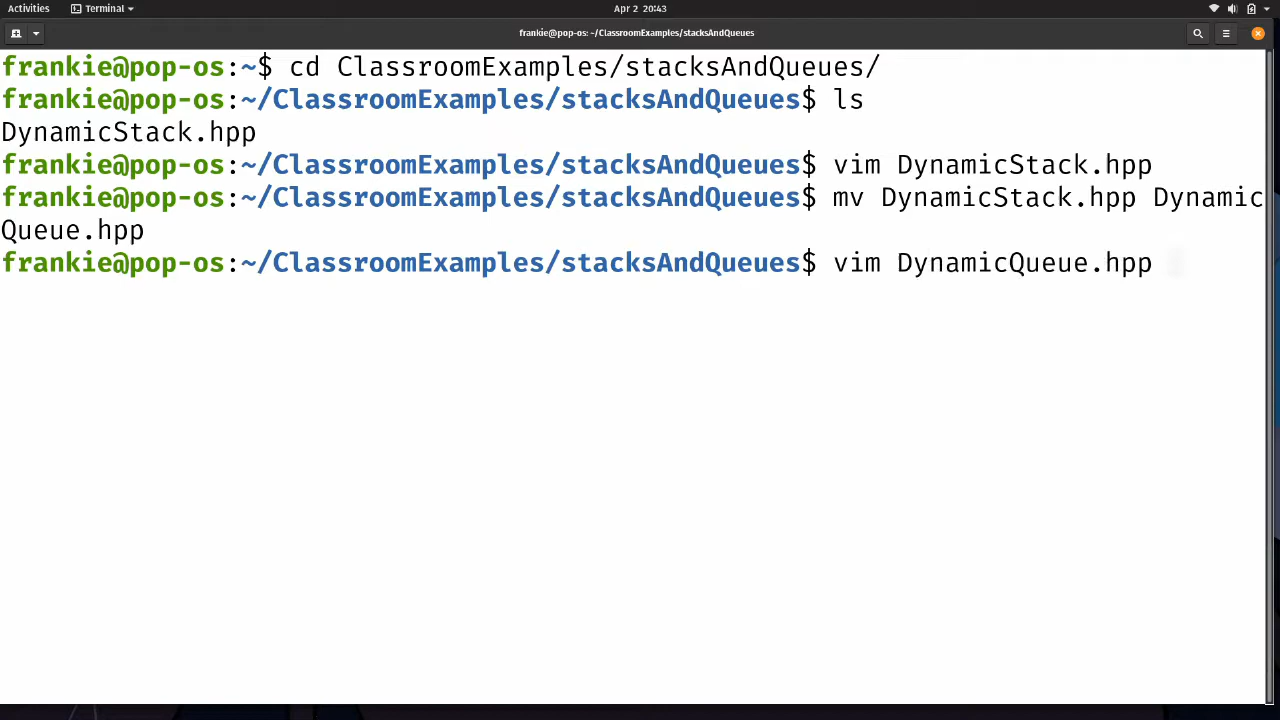 Activities Terminal Apr 2 20:43
frankie@pop-os: ~/ClassroomExamples/stacksAndQueues
frankie@pop-os:~$ cd ClassroomExamples/stacksAndQueues/
frankie@pop-os:~/ClassroomExamples/stacksAndQueues$ ls
DynamicStack.hpp
frankie@pop-os:~/ClassroomExamples/stacksAndQueues$ vim DynamicStack.hpp
frankie@pop-os:~/ClassroomExamples/stacksAndQueues$ mv DynamicStack.hpp Dynamic
Queue.hpp
frankie@pop-os:~/ClassroomExamples/stacksAndQueues$ vim DynamicQueue.hpp